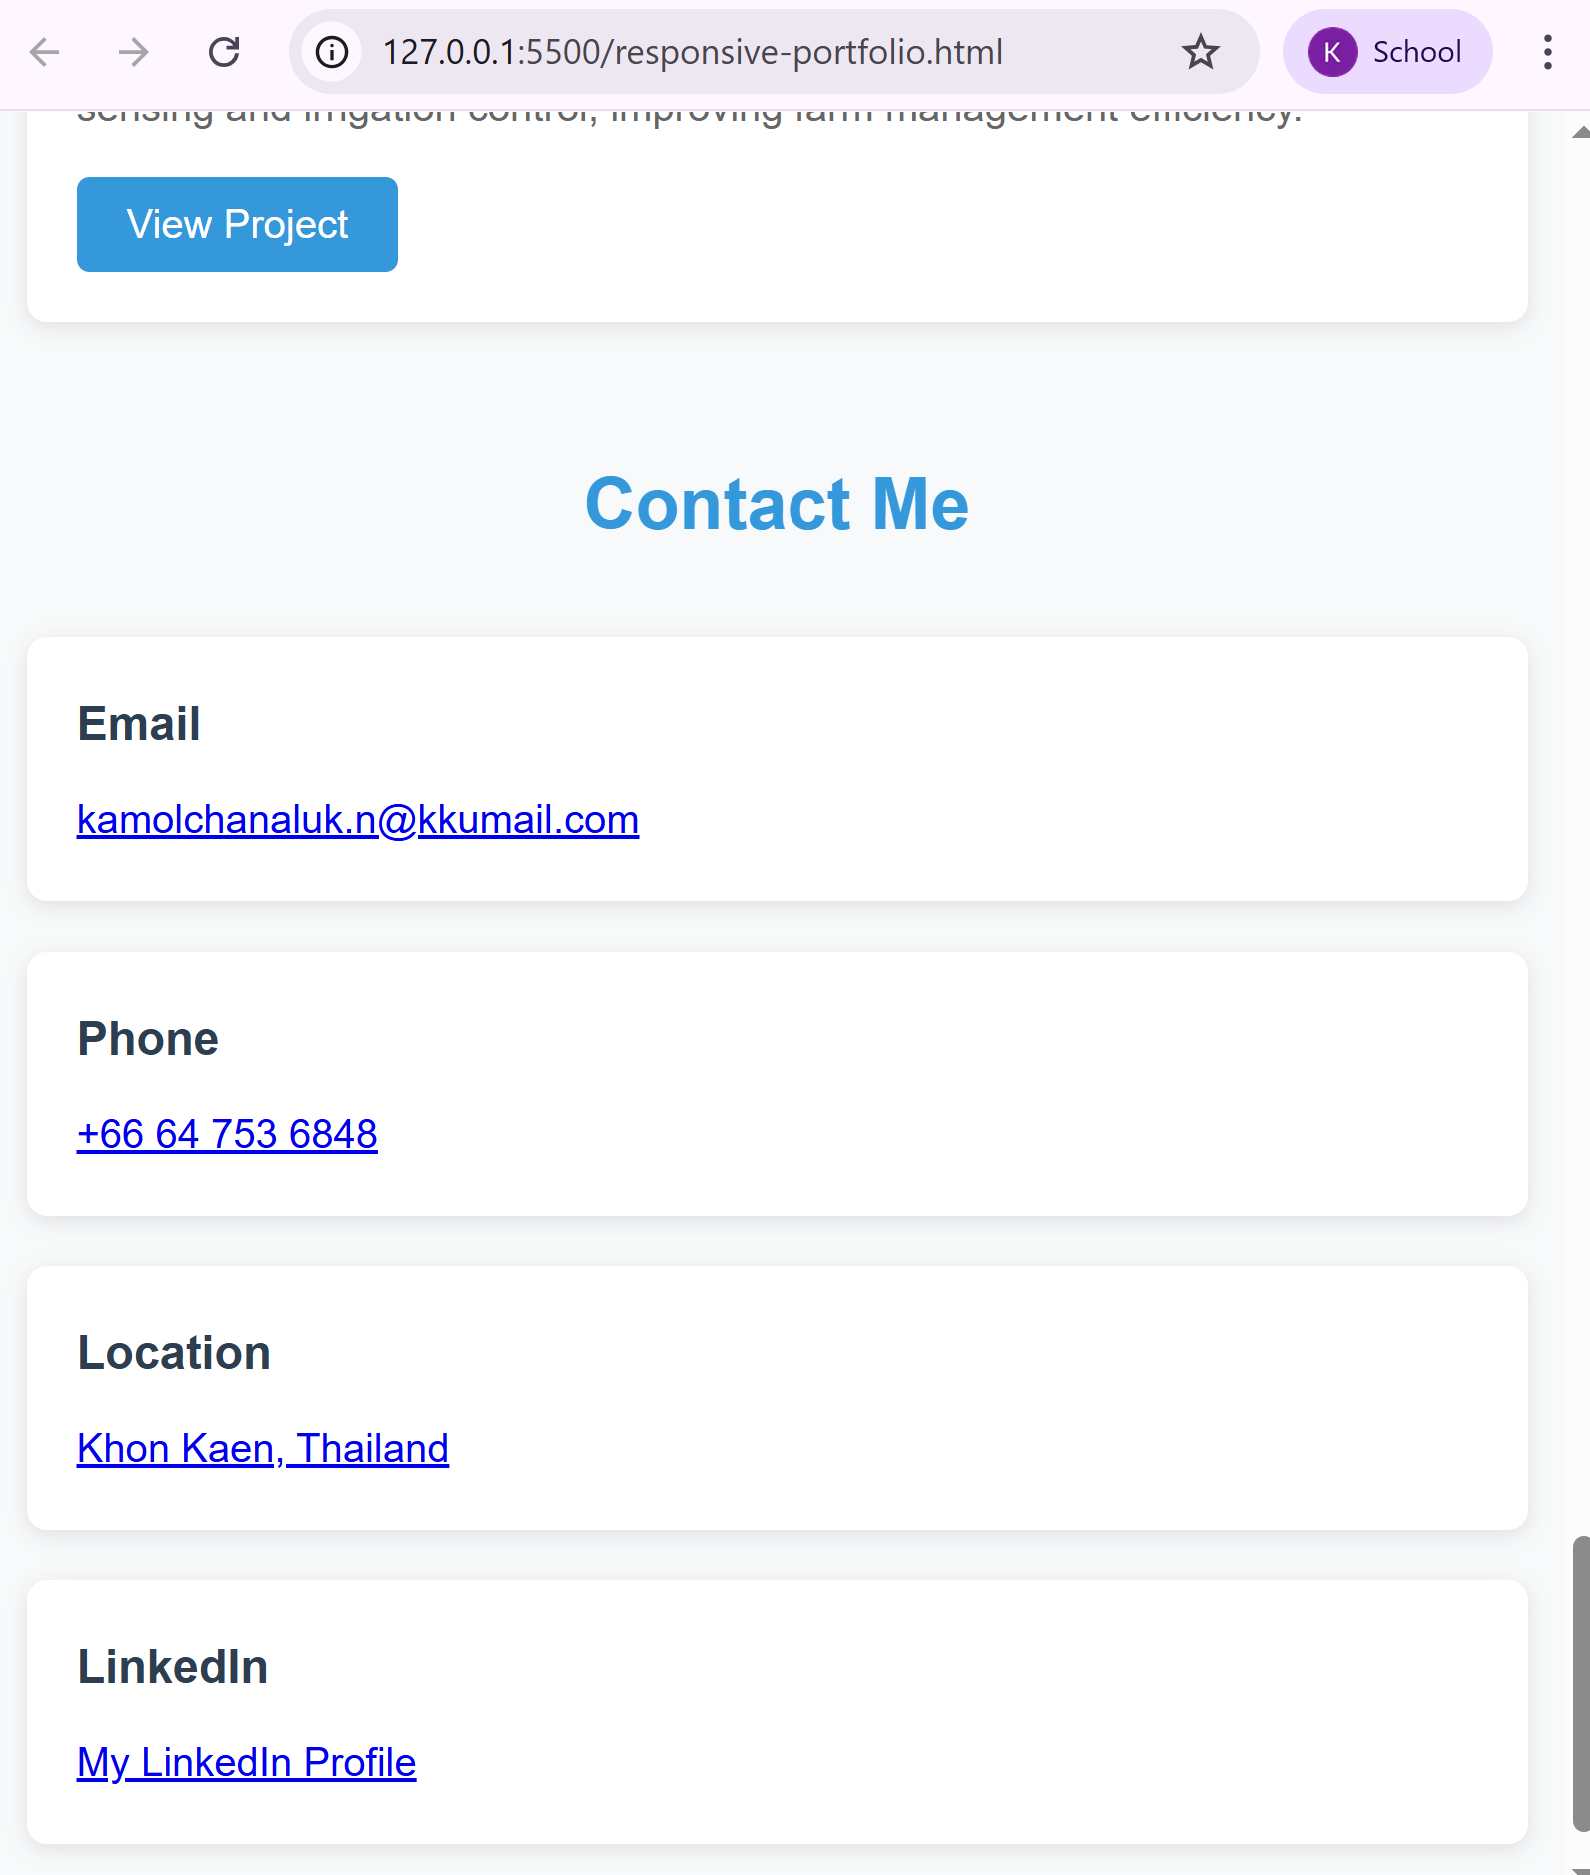 127.0.0.1:5500/responsive-portfolio.html
K School
sensing and irrigation control, improving farm management efficiency.
View Project
Contact Me
Email
kamolchanaluk.n@kkumail.com
Phone
+66 64 753 6848
Location
Khon Kaen, Thailand
LinkedIn
My LinkedIn Profile